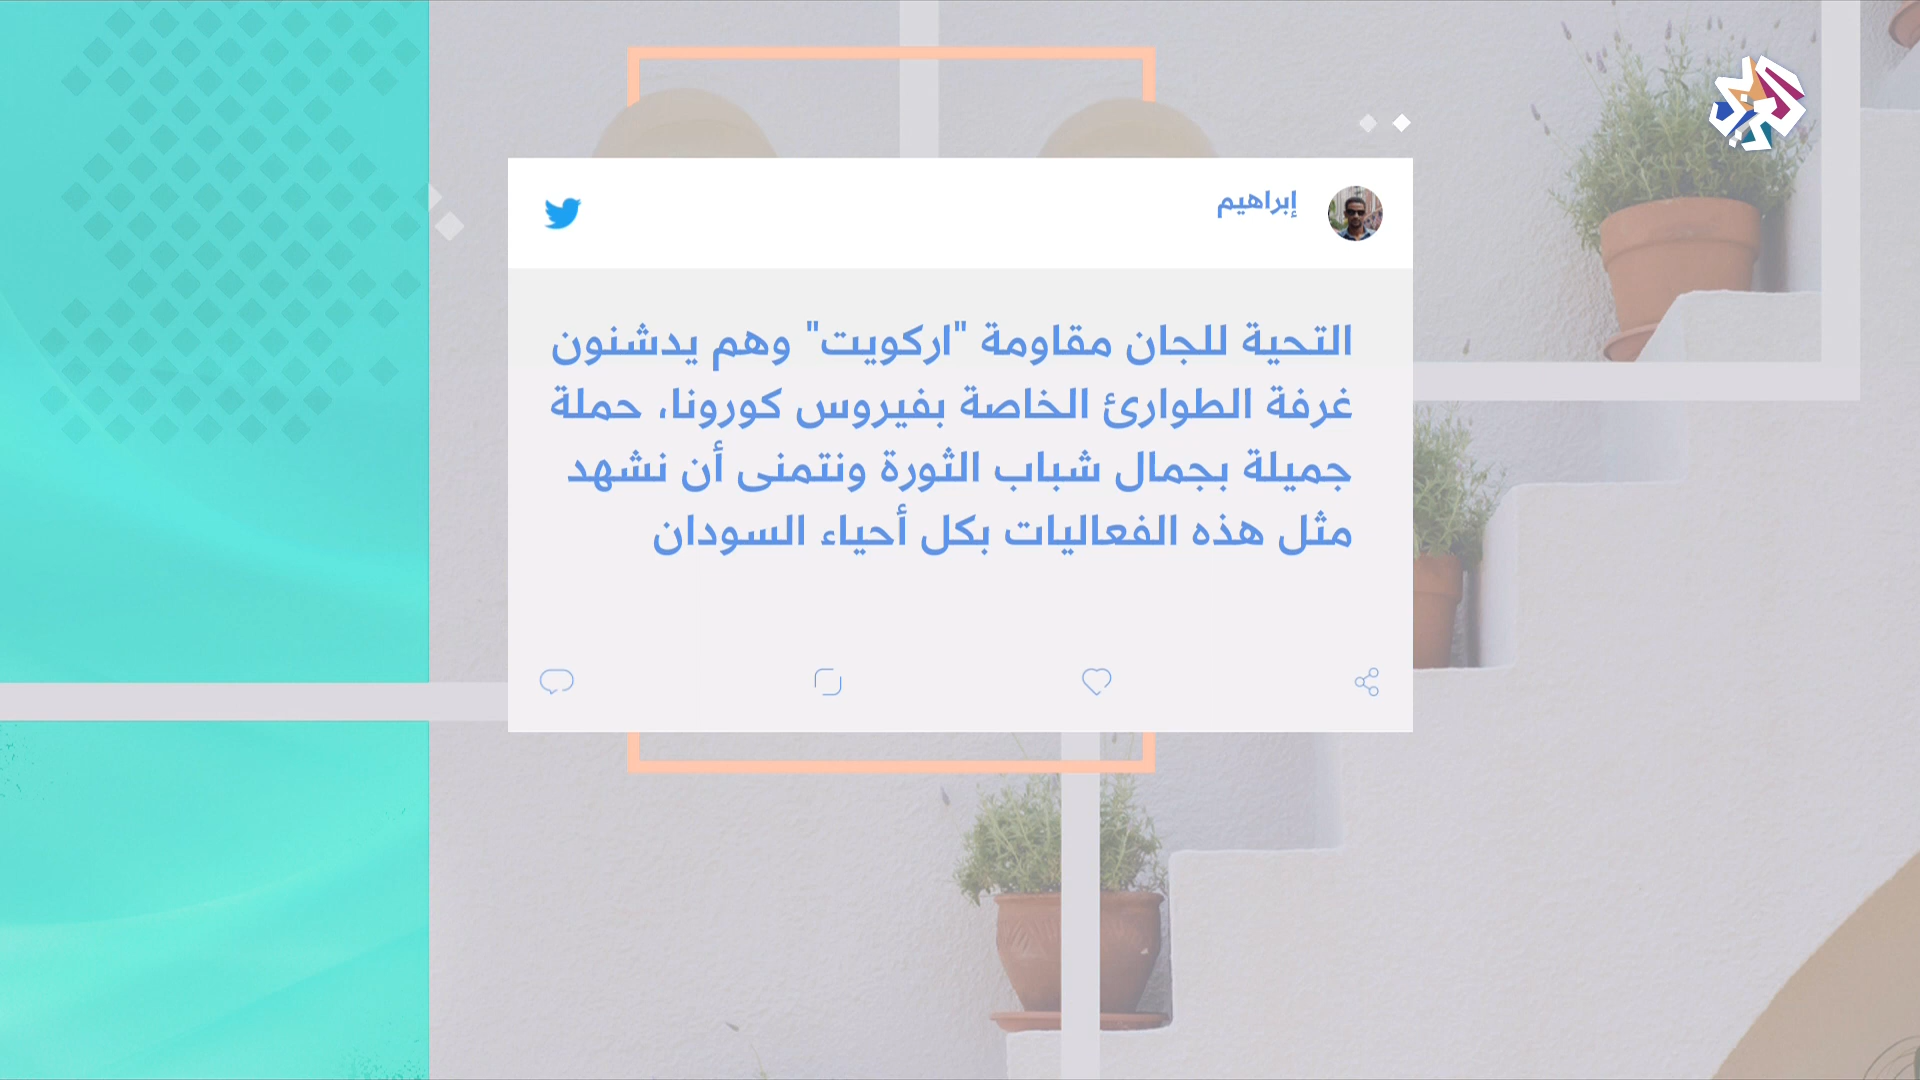 إبراهيم
التحية للجان مقاومة "اركويت" وهم يدشنون
غرفة الطوارئ الخاصة بفيروس كورونا، حملة
جميلة بجمال شباب الثورة ونتمنى أن نشهد
مثل هذه الفعاليات بكل أحياء السودان